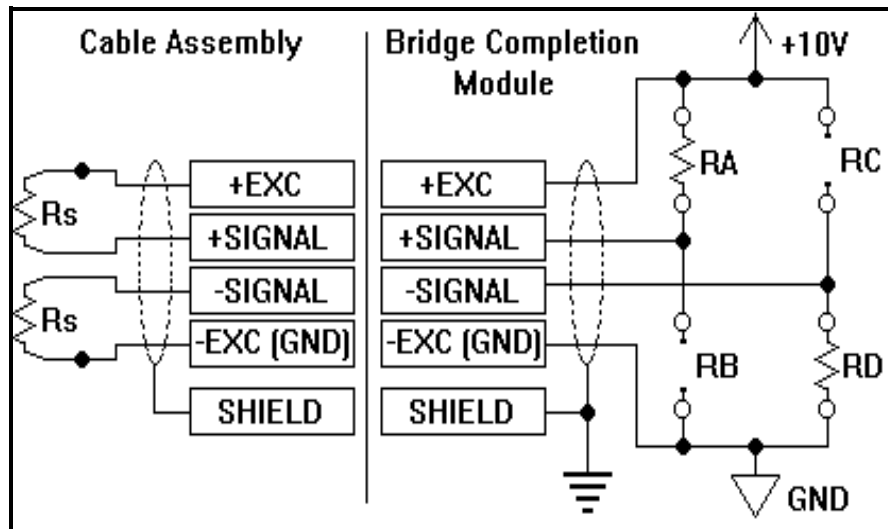 Cable Assembly
Rs
Rs
+EXC
+SIGNAL
-SIGNAL
-EXC (GND)
SHIELD
Bridge Completion
Module
+EXC
+SIGNAL
-SIGNAL
-EXC (GND)
SHIELD
+10V
RA
RC
RB
RD
GND